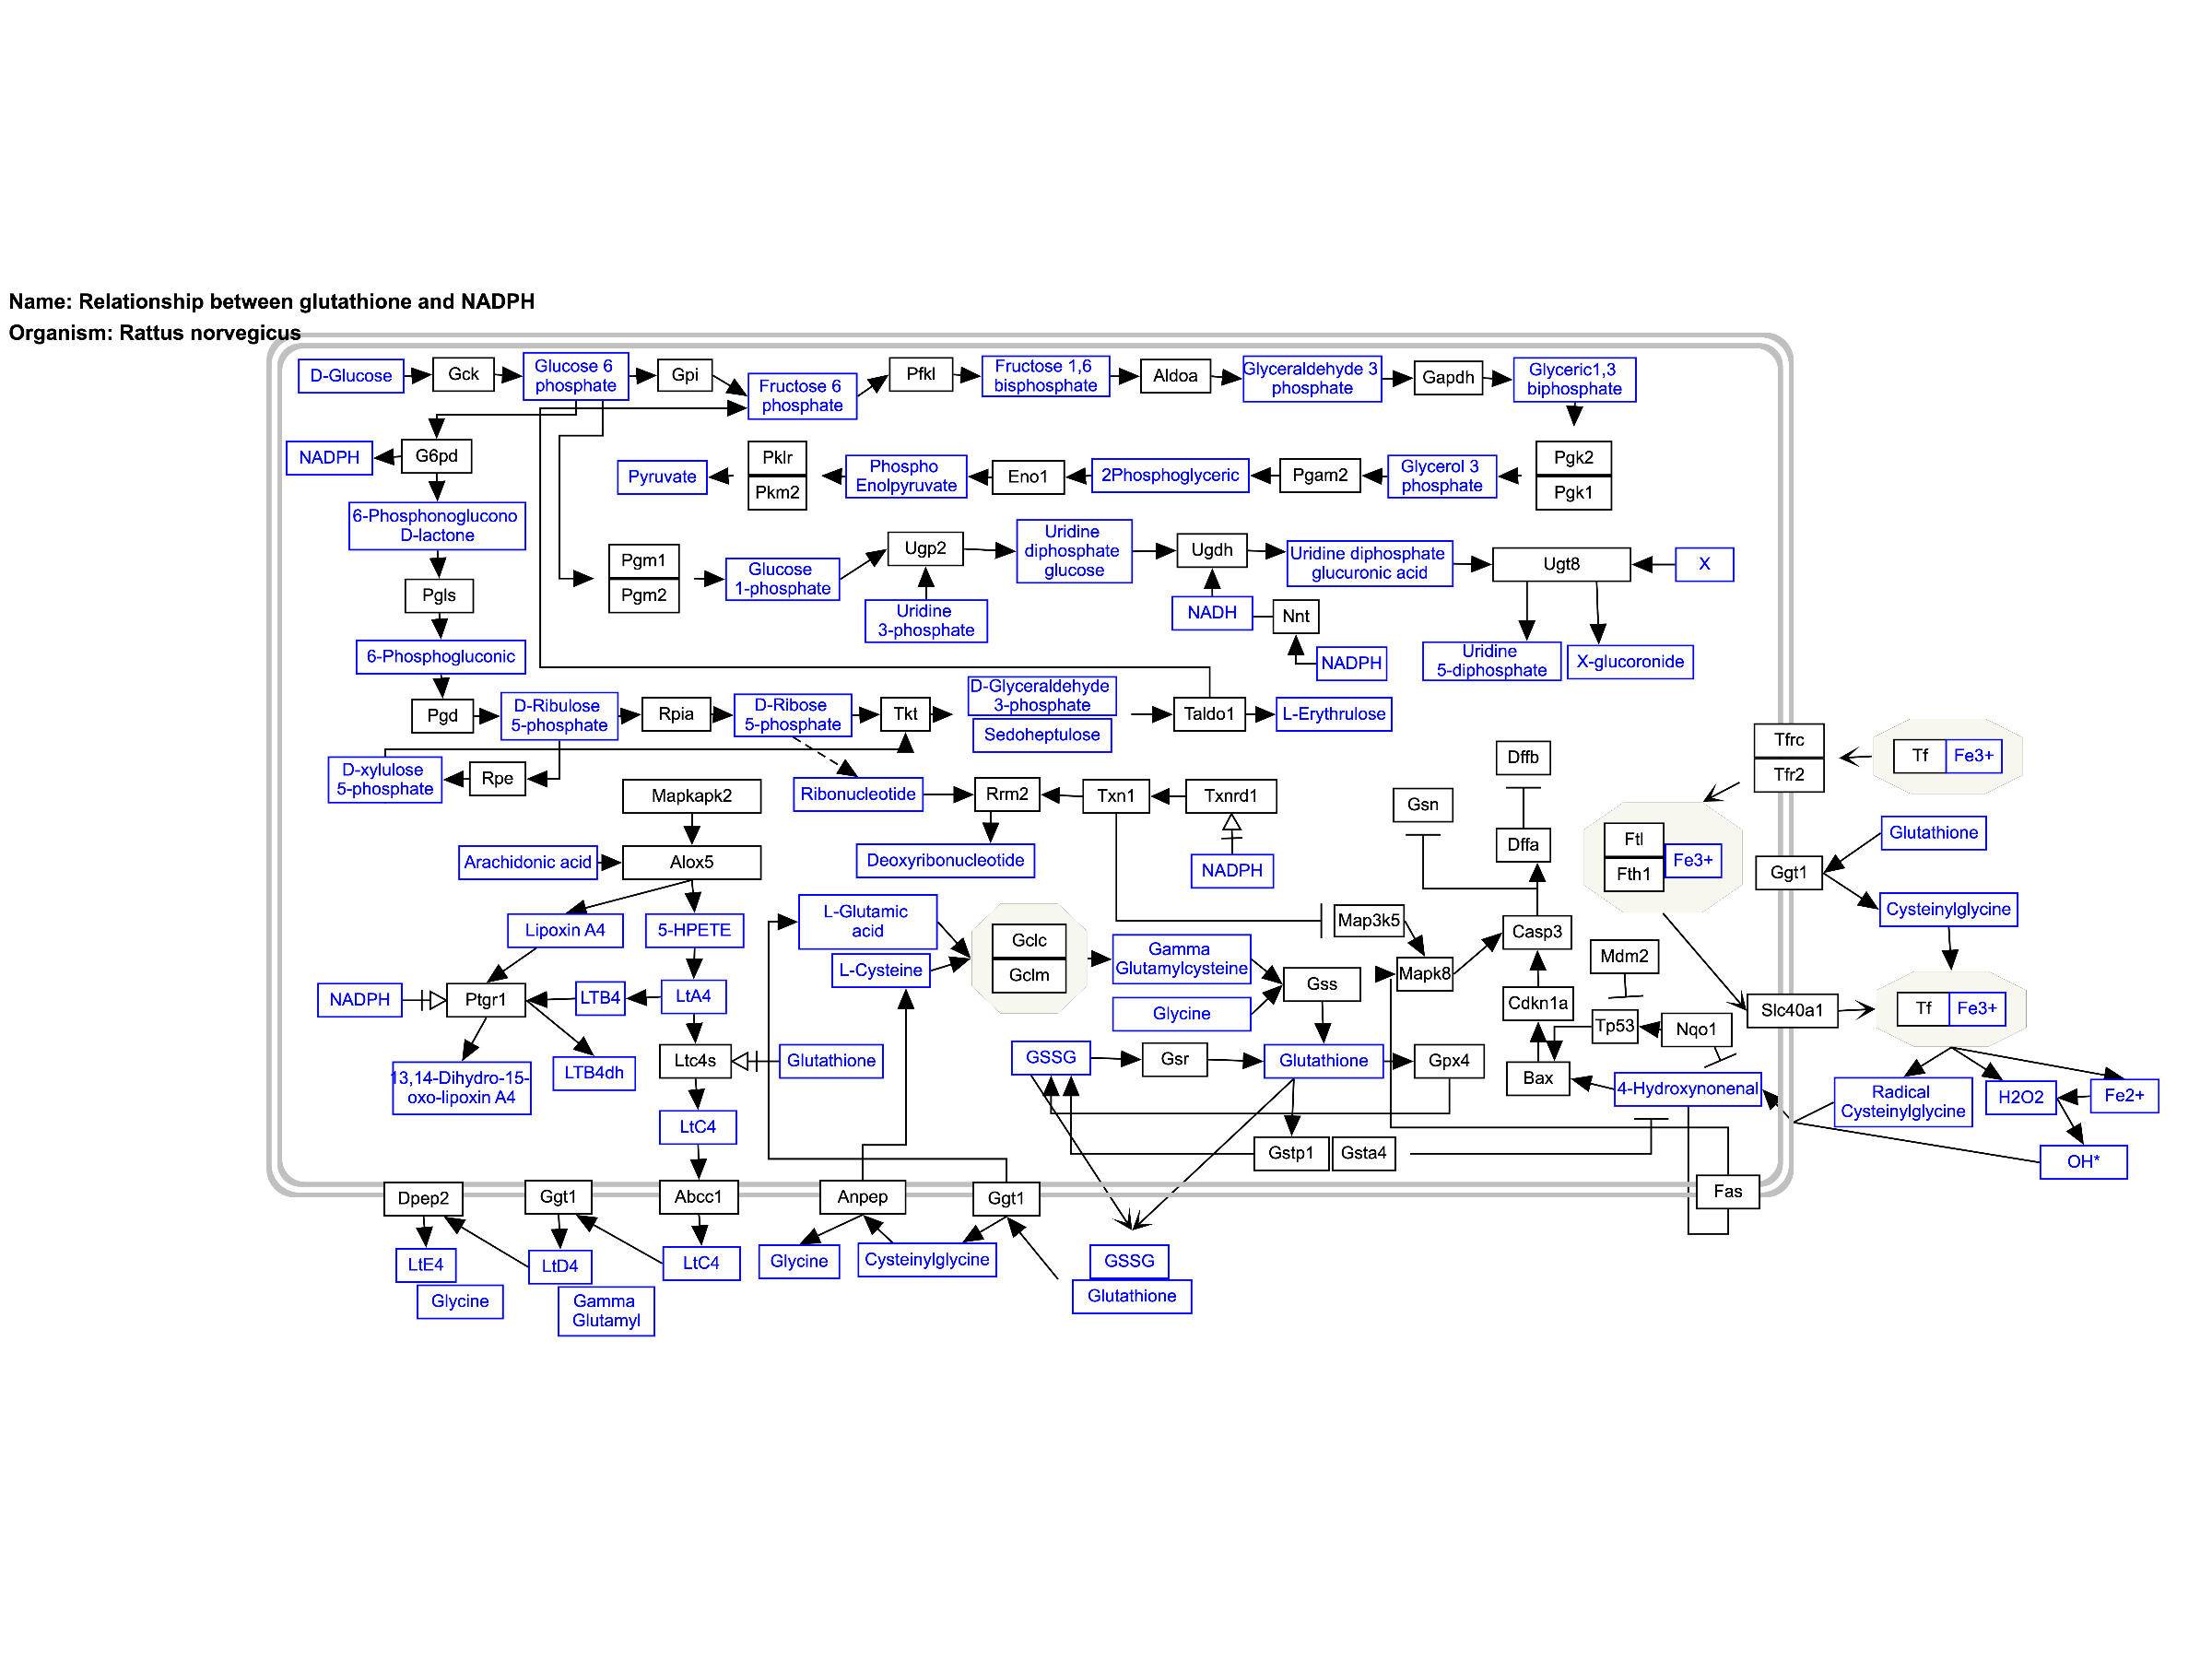 Name: Relationship between glutathione and NADPH
Organism: Rattus norvegicus
D-Glucose
Gck
Glucose 6
phosphate
Gpi
Fructose 6
phosphate
Pfkl
Fructose 1,6
bisphosphate
Aldoa
Glyceraldehyde 3
phosphate
Gapdh
Glyceric1,3
biphosphate
NADPH
G6pd
Pyruvate
Pklr
Pkm2
Phospho
Enolpyruvate
Eno1
2Phosphoglyceric
Pgam2
Glycerol 3
phosphate
Pgk2
Pgk1
6-Phosphonoglucono
D-lactone
Pgls
Pgm1
Pgm2
Glucose
1-phosphate
Ugp2
Uridine
3-phosphate
Uridine
diphosphate
glucose
Ugdh
NADH
Nnt
NADPH
Uridine diphosphate
glucuronic acid
Ugt8
X
Uridine
5-diphosphate
X-glucoronide
6-Phosphogluconic
Pgd
D-Ribulose
5-phosphate
Rpia
D-Ribose
5-phosphate
Tkt
D-Glyceraldehyde
3-phosphate
Sedoheptulose
Taldo1
L-Erythrulose
D-xylulose
5-phosphate
Rpe
Mapkapk2
Ribonucleotide
Rrm2
Txn1
Txnrd1
Deoxyribonucleotide
NADPH
Gsn
Dffb
Dffa
Tfrc
Tfr2
Tf
Fe3+
Ftl
Fth1
Fe3+
Glutathione
Ggt1
Cysteinylglycine
Arachidonic acid
Alox5
Lipoxin A4
5-HPETE
L-Glutamic
acid
L-Cysteine
Gclc
Gclm
Gamma
Glutamylcysteine
Glycine
Gss
Map3k5
Mapk8
Casp3
Cdkn1a
Mdm2
Tp53
Nqo1
Bax
Slc40a1
Tf
Fe3+
NADPH
Ptgr1
LTB4
LtA4
13,14-Dihydro-15-
oxo-lipoxin A4
LTB4dh
Ltc4s
Glutathione
GSSG
Gsr
Glutathione
Gpx4
4-Hydroxynonenal
Radical
Cysteinylglycine
H2O2
Fe2+
OH*
LtC4
Gstp1
Gsta4
Dpep2
Ggt1
Abcc1
Anpep
Ggt1
Fas
LtE4
LtD4
LtC4
Glycine
Cysteinylglycine
GSSG
Glutathione
Glycine
Gamma
Glutamyl